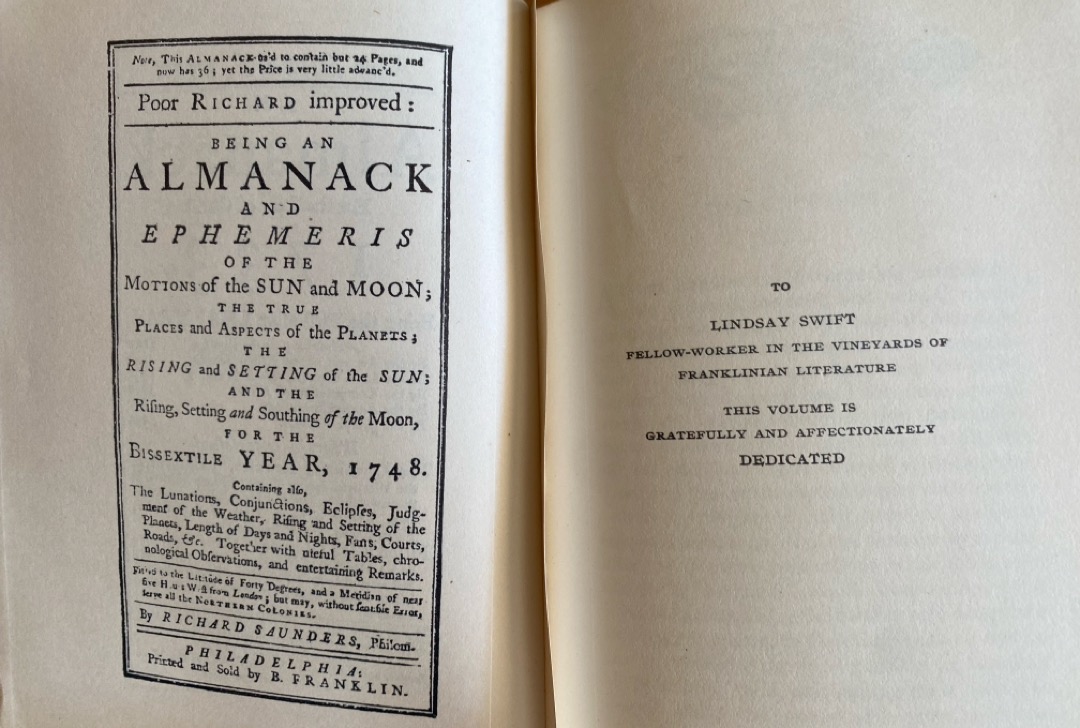 Note, This ALMANACK us'd to contain but 24 Pages, and
now has 36; yet the Price is very little advanc'd.
Poor RICHARD improved:
BEING AN
ALMANACK
AND
EPHEMERIS
OF THE
MOTIONS of the SUN and MOON;
THE TRUE
PLACES and ASPECTS of the PLANETS;
THE
RISING and SETTING of the SUN;
AND THE
Riſing, Setting and Southing of the Moon,
FOR THE
BISSEXTILE YEAR, 1748.
Containing alſo,
The Lunations, Conjunctions, Eclipſes, Judg-
ment of the Weather, Riſing and Setting of the
Planets, Length of Days and Nights, Fairs, Courts,
Roads, &c. Together with uſeful Tables, chro-
nological Obſervations, and entertaining Remarks.
Fitted to the Latitude of Forty Degrees, and a Meridian of near
five Hours Weſt from London; but may, without ſenſible Error,
ſerve all the NORTHERN COLONIES.
By RICHARD SAUNDERS, Philom.
PHILADELPHIA:
Printed and Sold by B. FRANKLIN.
TO
LINDSAY SWIFT
FELLOW-WORKER IN THE VINEYARDS OF
FRANKLINIAN LITERATURE
THIS VOLUME IS
GRATEFULLY AND AFFECTIONATELY
DEDICATED